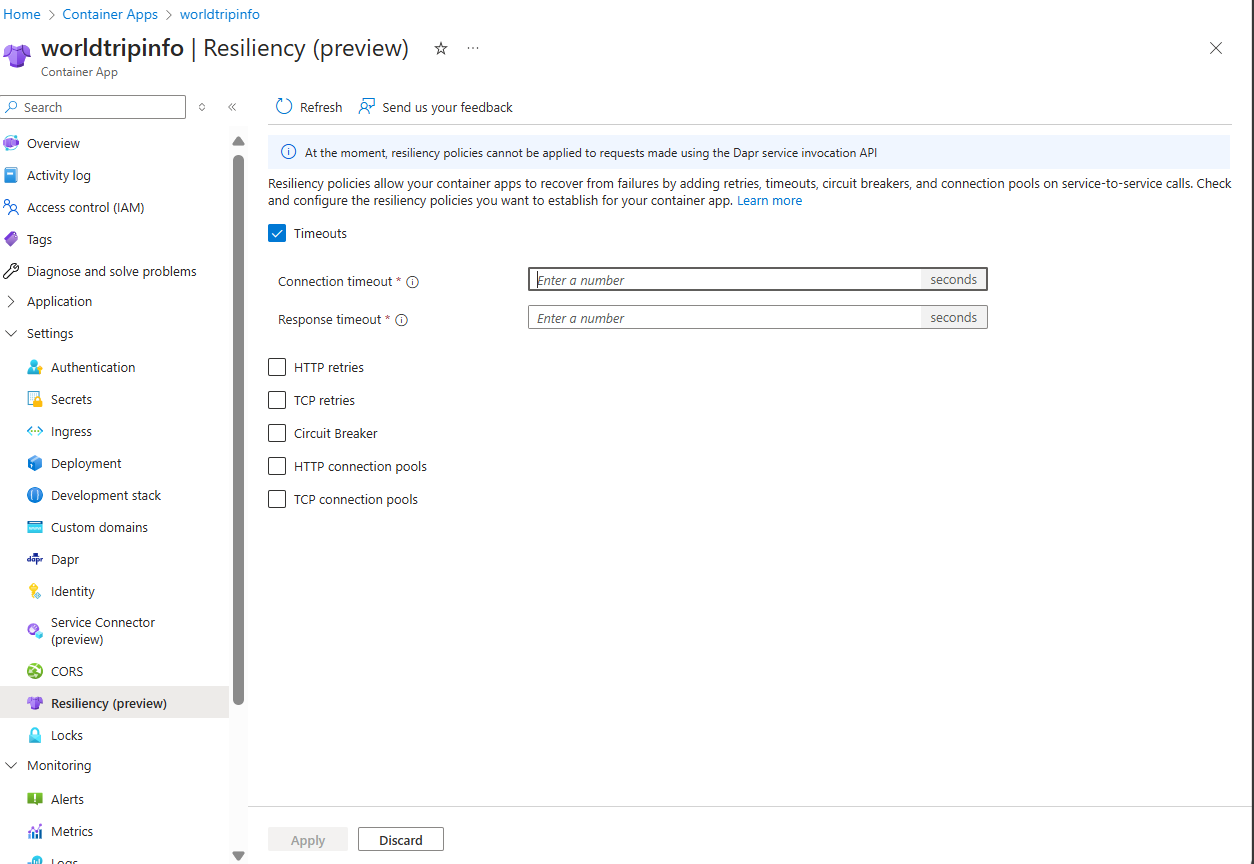 Home > Container Apps > worldtripinfo
worldtripinfo | Resiliency (preview)
Container App
Search
Overview
Activity log
Access control (IAM)
Tags
Diagnose and solve problems
Application
Settings
Authentication
Secrets
Ingress
Deployment
Development stack
Custom domains
dapr Dapr
Identity
Service Connector
(preview)
CORS
Resiliency (preview)
Locks
Monitoring
Alerts
Metrics
Logs
Refresh Send us your feedback
At the moment, resiliency policies cannot be applied to requests made using the Dapr service invocation API
Resiliency policies allow your container apps to recover from failures by adding retries, timeouts, circuit breakers, and connection pools on service-to-service calls. Check
and configure the resiliency policies you want to establish for your container app. Learn more
Timeouts
Connection timeout * Enter a number seconds
Response timeout * Enter a number seconds
HTTP retries
TCP retries
Circuit Breaker
HTTP connection pools
TCP connection pools
Apply Discard